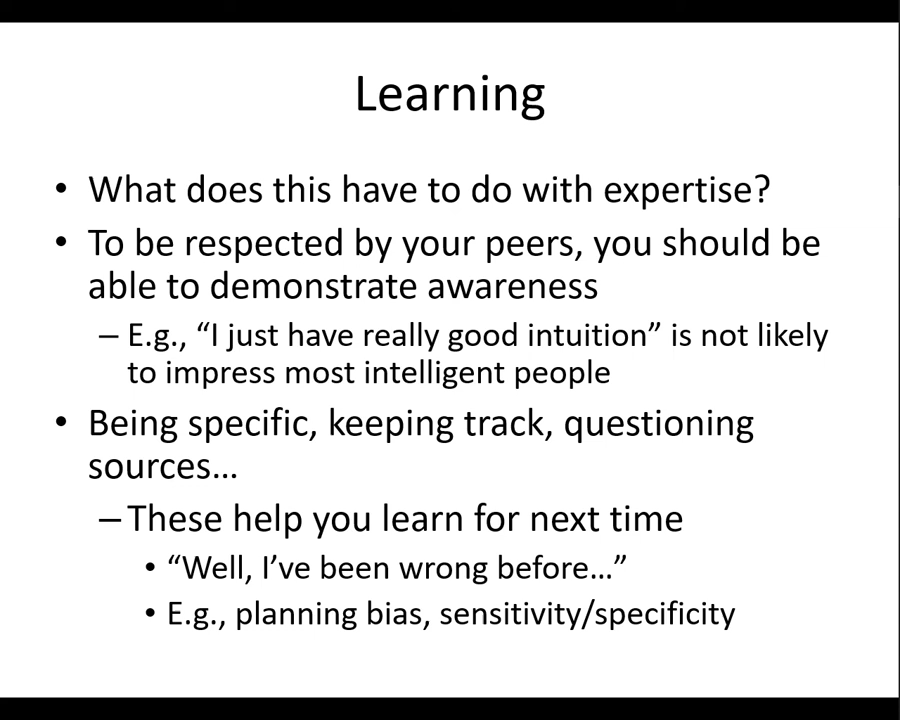 Learning
• What does this have to do with expertise?
• To be respected by your peers, you should be
able to demonstrate awareness
– E.g., “I just have really good intuition” is not likely
to impress most intelligent people
• Being specific, keeping track, questioning
sources…
– These help you learn for next time
• “Well, I’ve been wrong before…”
• E.g., planning bias, sensitivity/specificity